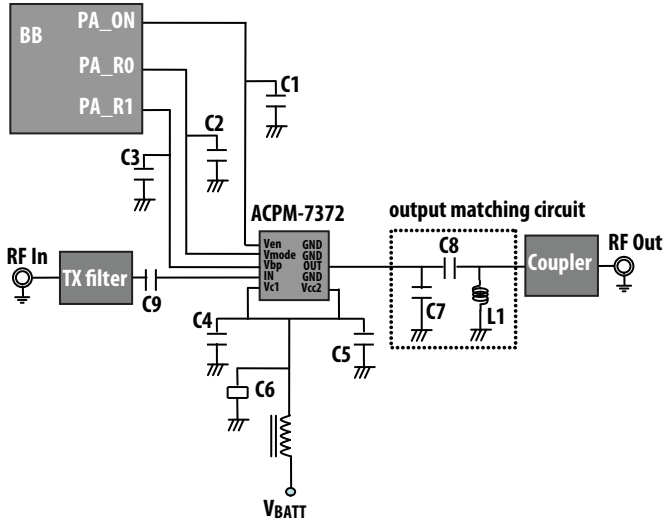 BB
PA_ON
PA_R0
PA_R1
C1
C2
C3
ACPM-7372
output matching circuit
RF In
TX filter
C9
Ven GND
Vmode GND
Vbp OUT
IN GND
Vc1 Vcc2
C8
C7
L1
Coupler
RF Out
C4
C5
C6
VBATT